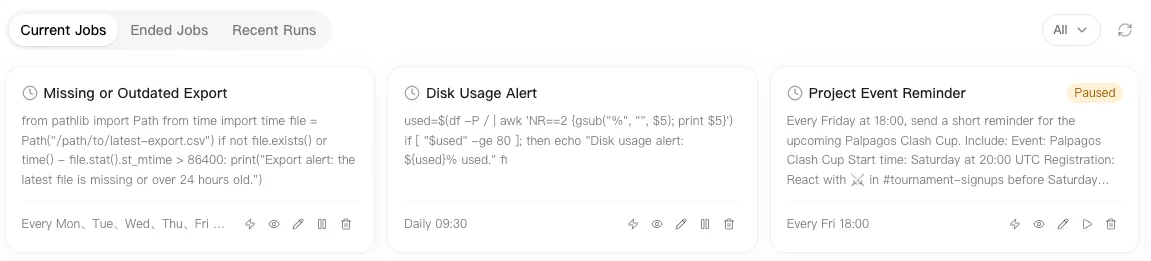 Current Jobs
Ended Jobs
Recent Runs
All
Missing or Outdated Export
from pathlib import Path from time import time file =
Path("/path/to/latest-export.csv") if not file.exists() or
time() - file.stat().st_mtime > 86400: print("Export alert: the
latest file is missing or over 24 hours old.")
Every Mon、Tue、Wed、Thu、Fri ...
Disk Usage Alert
used=$(df -P / | awk 'NR==2 {gsub("%", "", $5); print $5}')
if [ "$used" -ge 80 ]; then echo "Disk usage alert:
${used}% used." fi
Daily 09:30
Project Event Reminder
Paused
Every Friday at 18:00, send a short reminder for the
upcoming Palpagos Clash Cup. Include: Event: Palpagos
Clash Cup Start time: Saturday at 20:00 UTC Registration:
React with ⚔️ in #tournament-signups before Saturday...
Every Fri 18:00